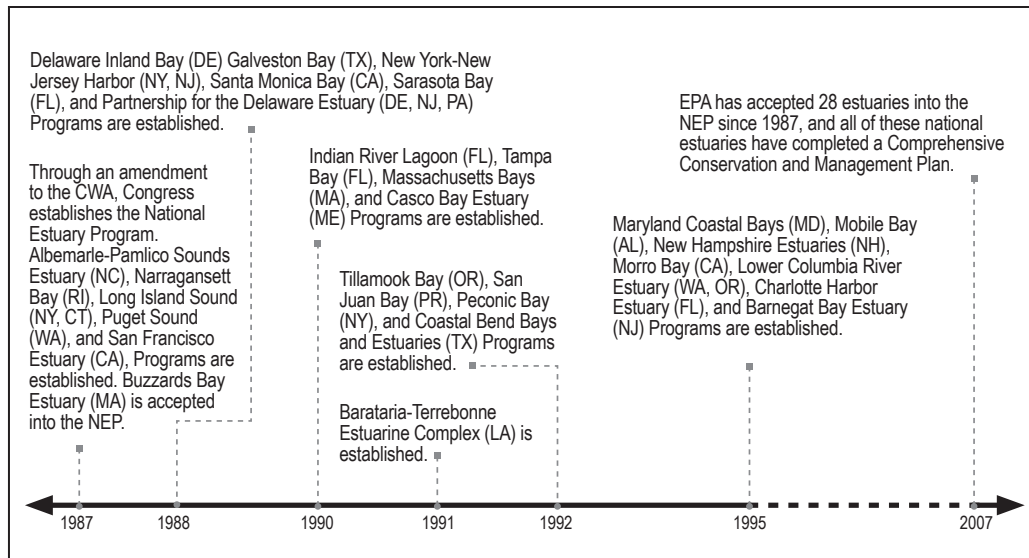 Delaware Inland Bay (DE) Galveston Bay (TX), New York-New
Jersey Harbor (NY, NJ), Santa Monica Bay (CA), Sarasota Bay
(FL), and Partnership for the Delaware Estuary (DE, NJ, PA)
Programs are established.
Through an amendment
to the CWA, Congress
establishes the National
Estuary Program.
Albemarle-Pamlico Sounds
Estuary (NC), Narragansett
Bay (RI), Long Island Sound
(NY, CT), Puget Sound
(WA), and San Francisco
Estuary (CA), Programs are
established. Buzzards Bay
Estuary (MA) is accepted
into the NEP.
Indian River Lagoon (FL), Tampa
Bay (FL), Massachusetts Bays
(MA), and Casco Bay Estuary
(ME) Programs are established.
Tillamook Bay (OR), San
Juan Bay (PR), Peconic Bay
(NY), and Coastal Bend Bays
and Estuaries (TX) Programs
are established.
Barataria-Terrebonne
Estuarine Complex (LA) is
established.
EPA has accepted 28 estuaries into the
NEP since 1987, and all of these national
estuaries have completed a Comprehensive
Conservation and Management Plan.
Maryland Coastal Bays (MD), Mobile Bay
(AL), New Hampshire Estuaries (NH),
Morro Bay (CA), Lower Columbia River
Estuary (WA, OR), Charlotte Harbor
Estuary (FL), and Barnegat Bay Estuary
(NJ) Programs are established.
1987 1988 1990 1991 1992 1995 2007